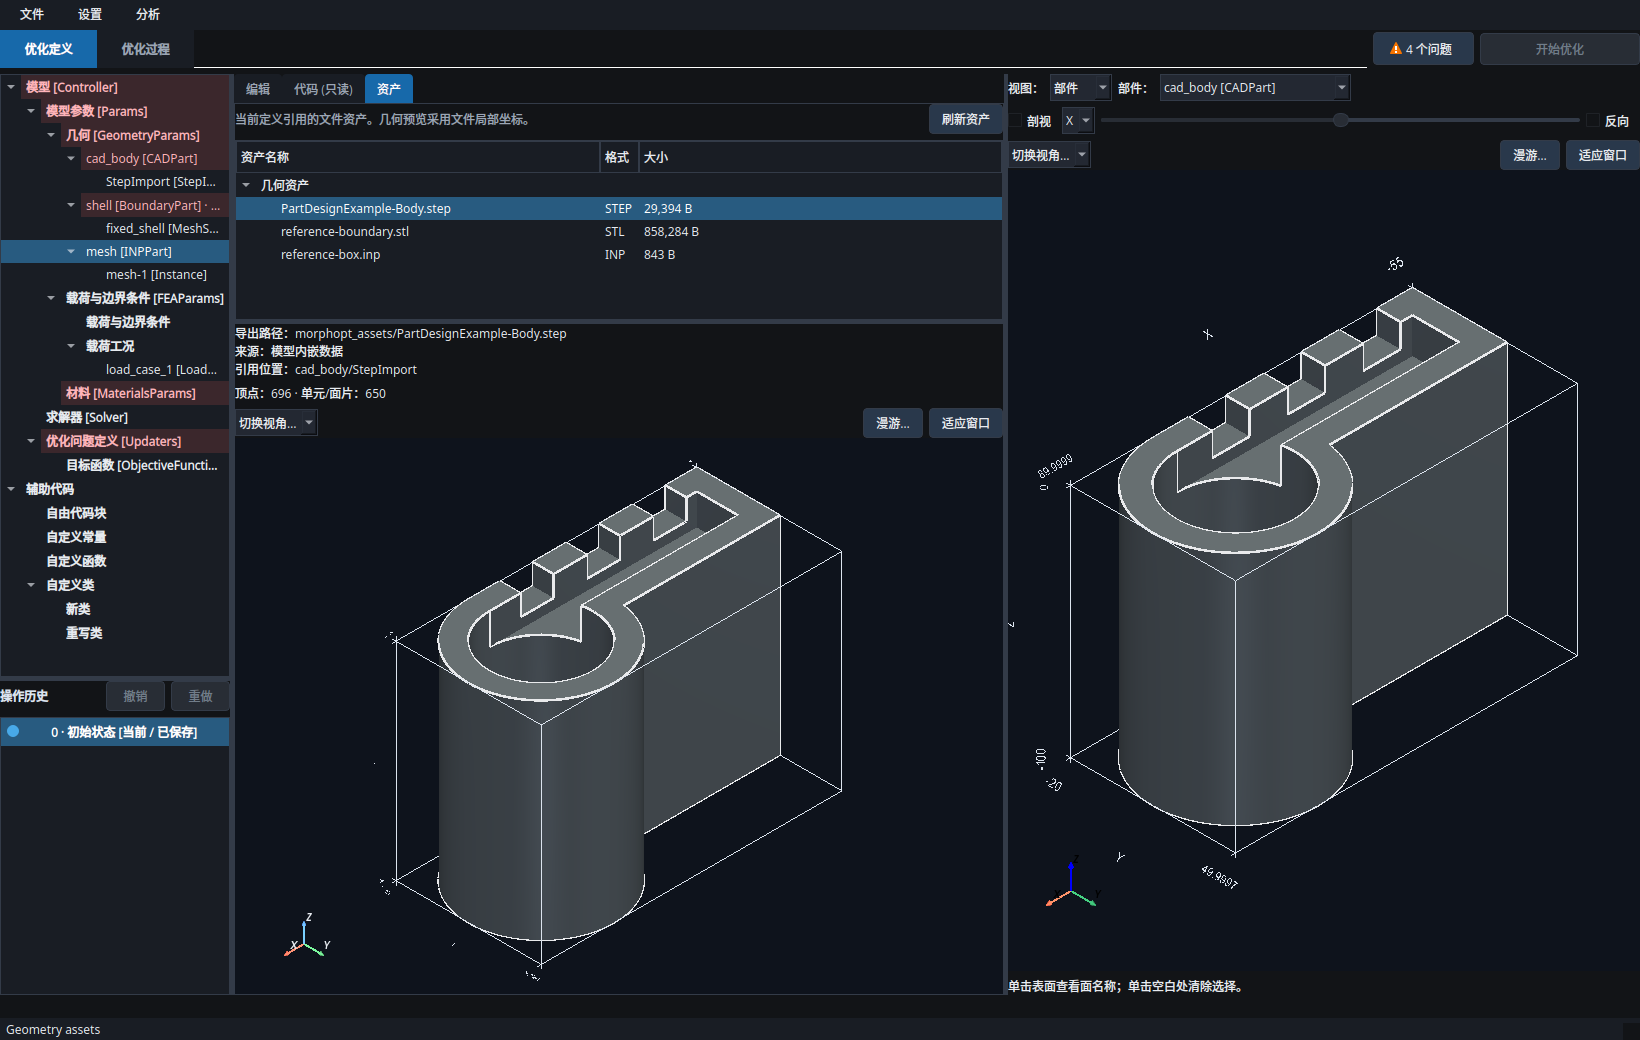 文件 设置 分析
优化定义 优化过程 4 个问题 开始优化
模型 [Controller]
模型参数 [Params]
几何 [GeometryParams]
cad_body [CADPart]
StepImport [StepI...
shell [BoundaryPart] · ...
fixed_shell [MeshS...
mesh [INPPart]
mesh-1 [Instance]
载荷与边界条件 [FEAParams]
载荷与边界条件
载荷工况
load_case_1 [Load...
材料 [MaterialsParams]
求解器 [Solver]
优化问题定义 [Updaters]
目标函数 [ObjectiveFuncti...
辅助代码
自由代码块
自定义常量
自定义函数
自定义类
新类
重写类
操作历史 撤销 重做
0 · 初始状态 [当前 / 已保存]
编辑 代码 (只读) 资产
当前定义引用的文件资产。几何预览采用文件局部坐标。 刷新资产
资产名称 格式 大小
几何资产
PartDesignExample-Body.step STEP 29,394 B
reference-boundary.stl STL 858,284 B
reference-box.inp INP 843 B
导出路径：morphopt_assets/PartDesignExample-Body.step
来源：模型内嵌数据
引用位置：cad_body/StepImport
顶点：696 · 单元/面片：650
切换视角... 漫游... 适应窗口
Z
X Y
视图： 部件 部件： cad_body [CADPart]
剖视 X 反向
切换视角... 漫游... 适应窗口
-55
X
89.9999
0
Z
-100
-20
Y
49.9997
Z
X Y
单击表面查看面名称；单击空白处清除选择。
Geometry assets